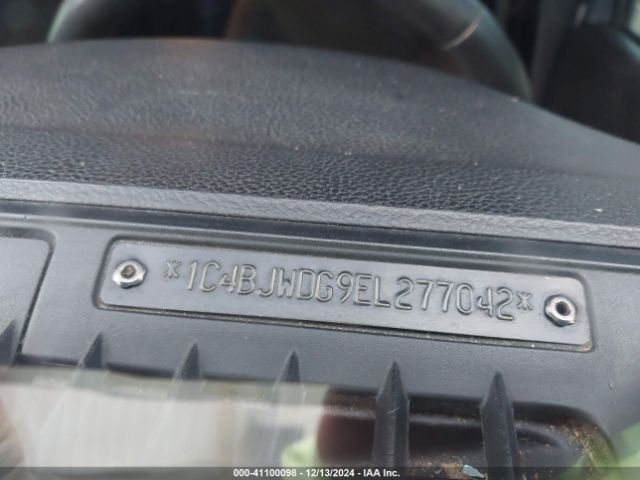 *1C4BJWDG9EL277042*
000-41100098 - 12/13/2024 - IAA Inc.